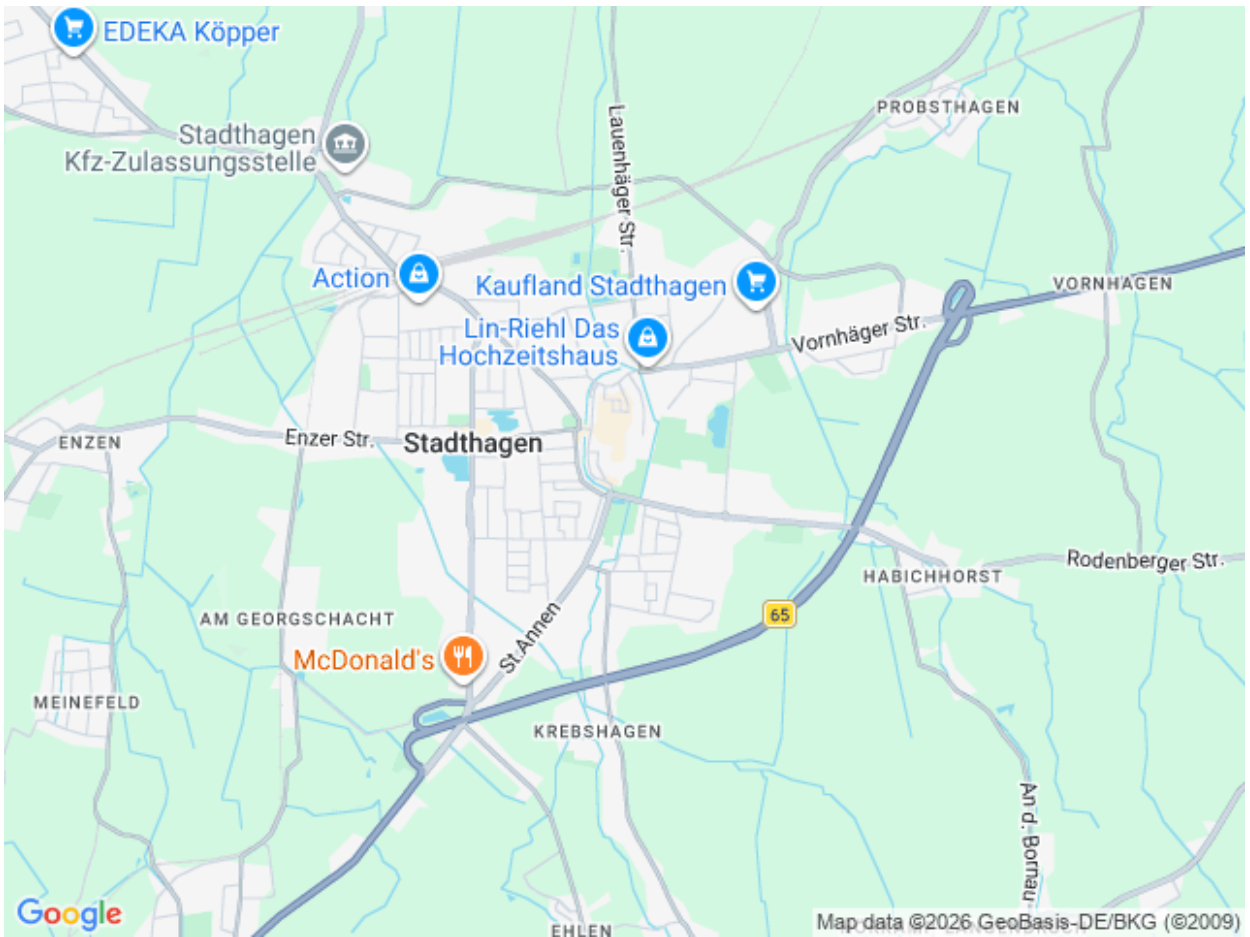 EDEKA Köpper
PROBSTHAGEN
Stadthagen
Kfz-Zulassungsstelle
Lauenhäger Str.
Action
Kaufland Stadthagen
VORNHAGEN
Lin-Riehl Das
Hochzeitshaus
Vornhäger Str.
ENZEN
Enzer Str.
Stadthagen
Rodenberger Str.
HABICHHORST
65
AM GEORGSCHACHT
St.Annen
McDonald's
MEINEFELD
KREBSHAGEN
An d. Bornau
Google
Map data ©2026 GeoBasis-DE/BKG (©2009)
EHLEN